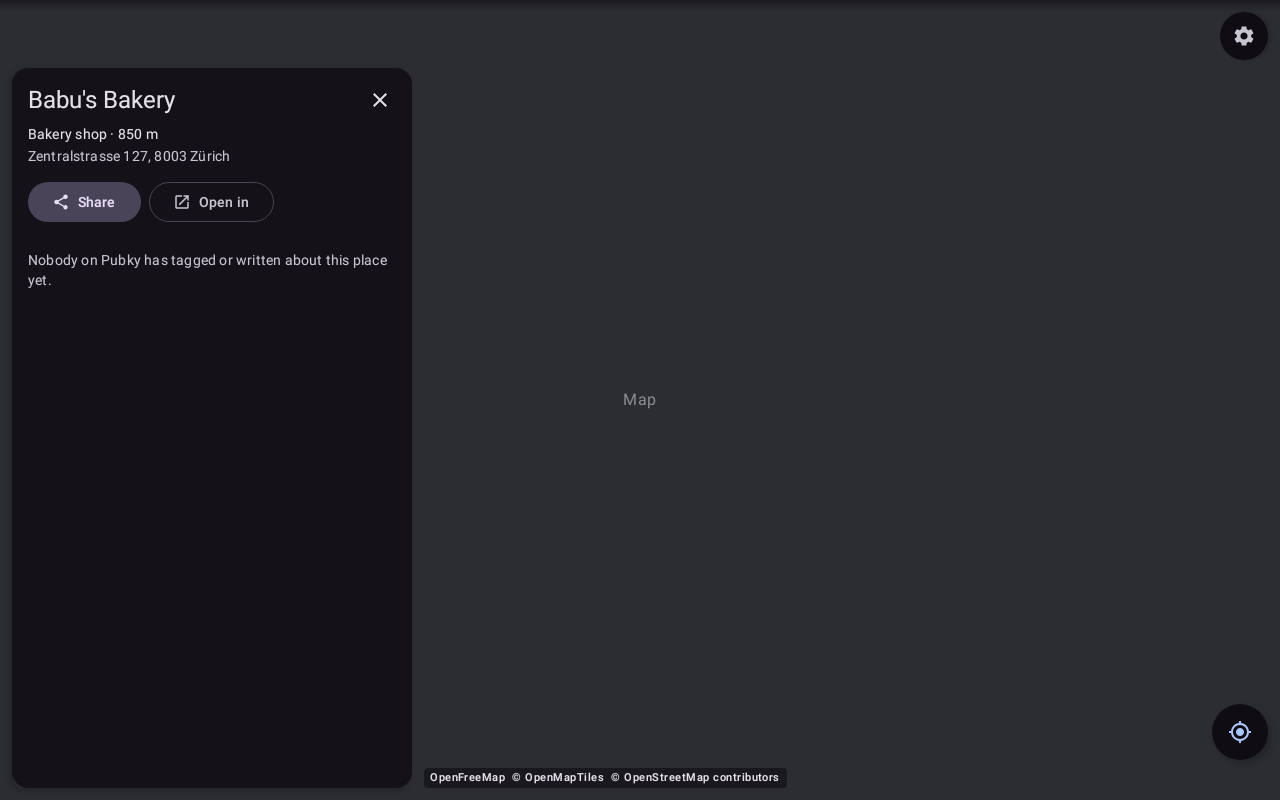 Babu's Bakery
Bakery shop · 850 m
Zentralstrasse 127, 8003 Zürich
Share
Open in
Nobody on Pubky has tagged or written about this place
yet.
Map
OpenFreeMap © OpenMapTiles © OpenStreetMap contributors